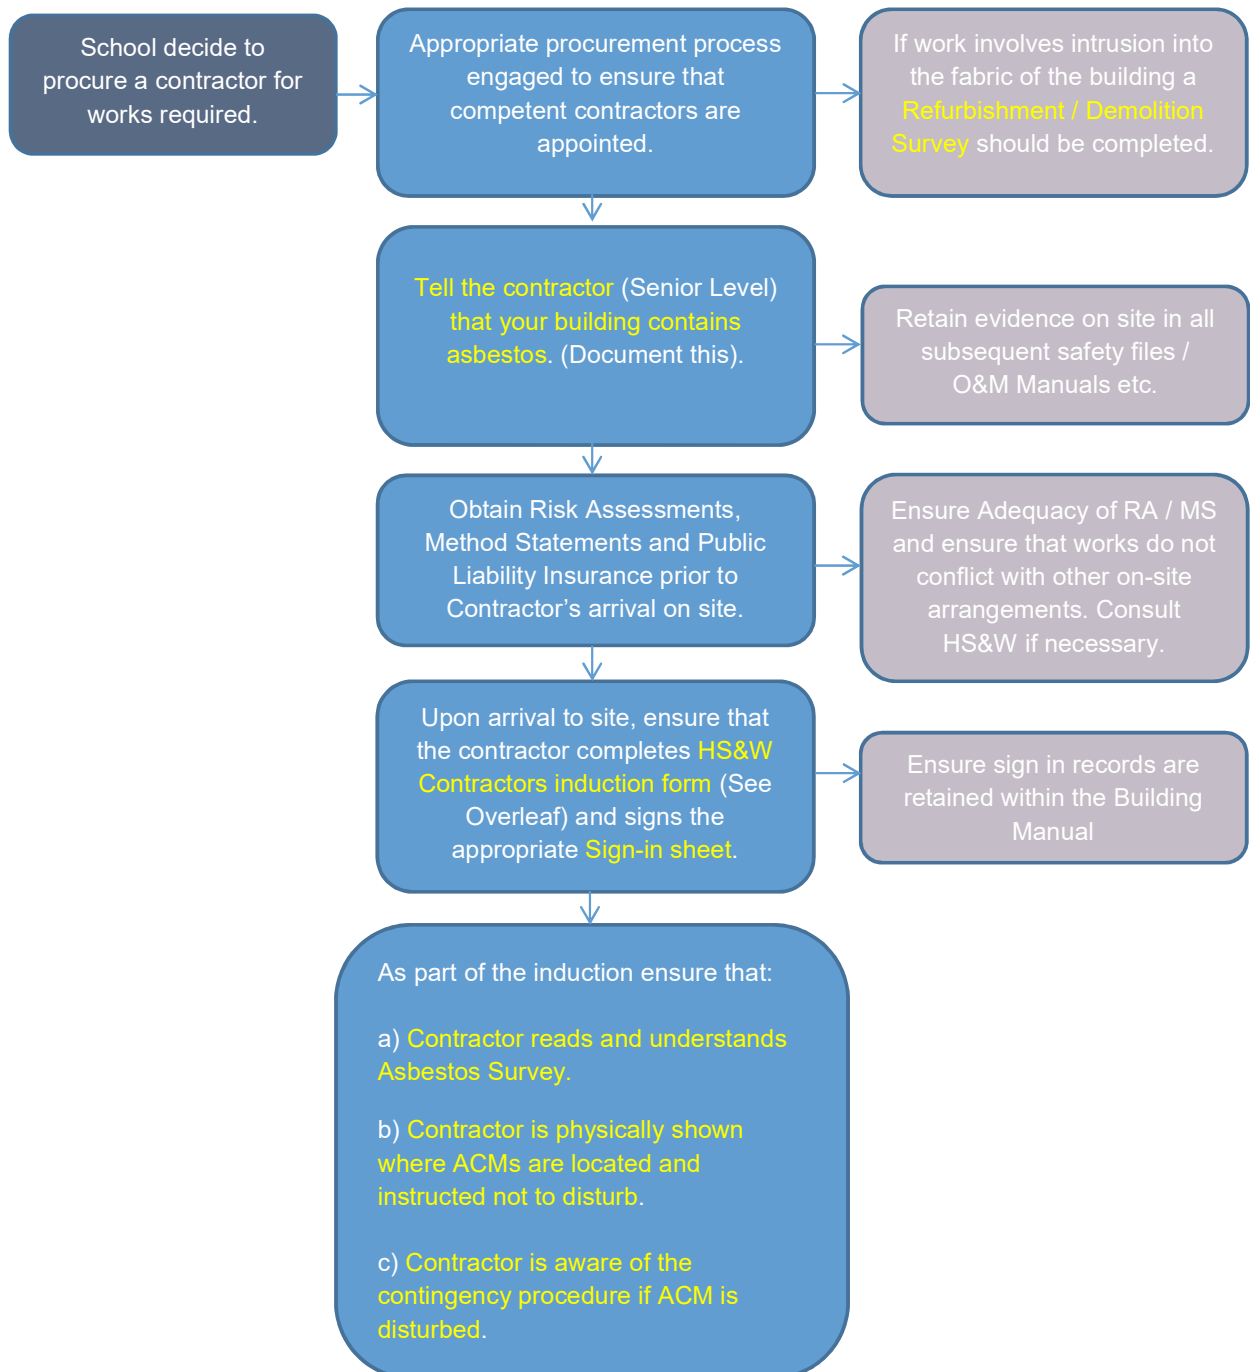 School decide to
procure a contractor for
works required.
Appropriate procurement process
engaged to ensure that
competent contractors are
appointed.
If work involves intrusion into
the fabric of the building a
Refurbishment / Demolition
Survey should be completed.
Tell the contractor (Senior Level)
that your building contains
asbestos. (Document this).
Retain evidence on site in all
subsequent safety files /
O&M Manuals etc.
Obtain Risk Assessments,
Method Statements and Public
Liability Insurance prior to
Contractor’s arrival on site.
Ensure Adequacy of RA / MS
and ensure that works do not
conflict with other on-site
arrangements. Consult
HS&W if necessary.
Upon arrival to site, ensure that
the contractor completes HS&W
Contractors induction form (See
Overleaf) and signs the
appropriate Sign-in sheet.
Ensure sign in records are
retained within the Building
Manual
As part of the induction ensure that:
a) Contractor reads and understands
Asbestos Survey.
b) Contractor is physically shown
where ACMs are located and
instructed not to disturb.
c) Contractor is aware of the
contingency procedure if ACM is
disturbed.